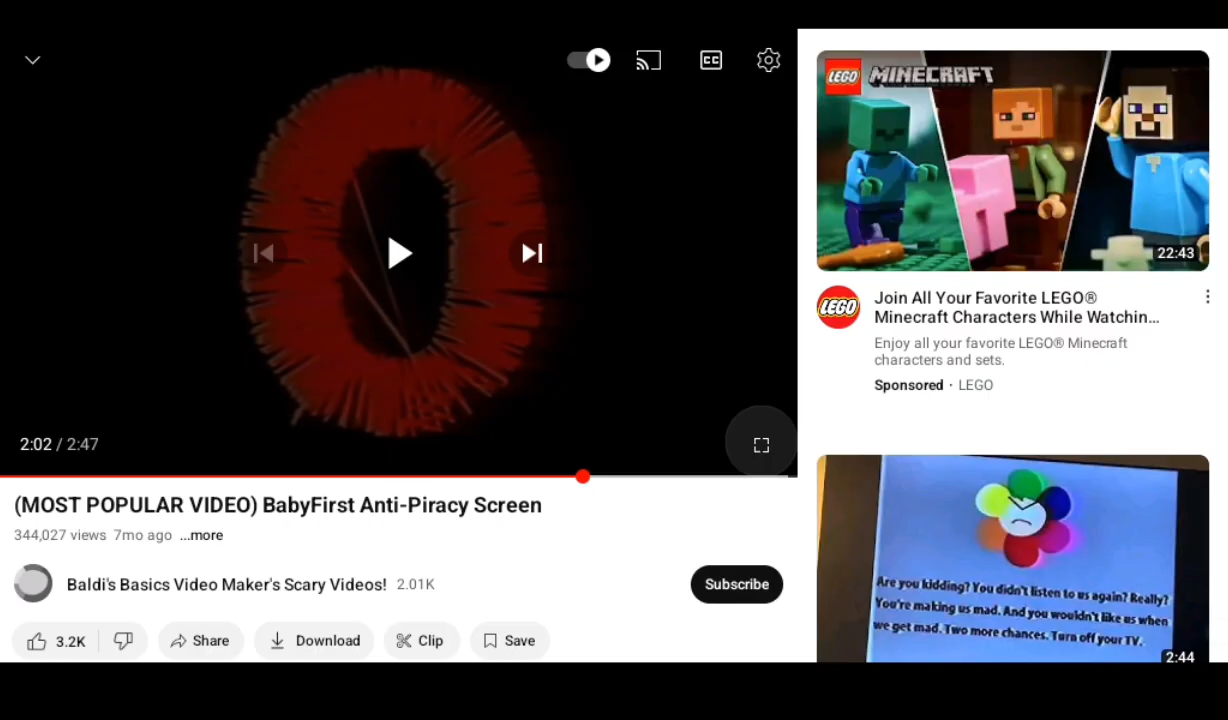 0
CC
2:02 / 2:47
(MOST POPULAR VIDEO) BabyFirst Anti-Piracy Screen
344,027 views 7mo ago ...more
Baldi's Basics Video Maker's Scary Videos! 2.01K
Subscribe
3.2K
Share
Download
Clip
Save
LEGO MINECRAFT
22:43
LEGO
Join All Your Favorite LEGO®
Minecraft Characters While Watchin...
Enjoy all your favorite LEGO® Minecraft
characters and sets.
Sponsored · LEGO
Are you kidding? You didn't listen to us again? Really?
You're making us mad. And you wouldn't like us when
we get mad. Two more chances. Turn off your TV.
2:44